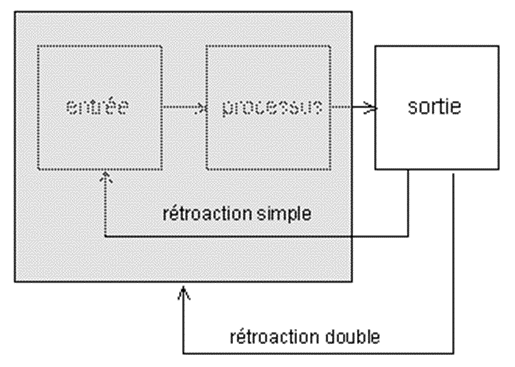 entrée
processus
sortie
rétroaction simple
rétroaction double